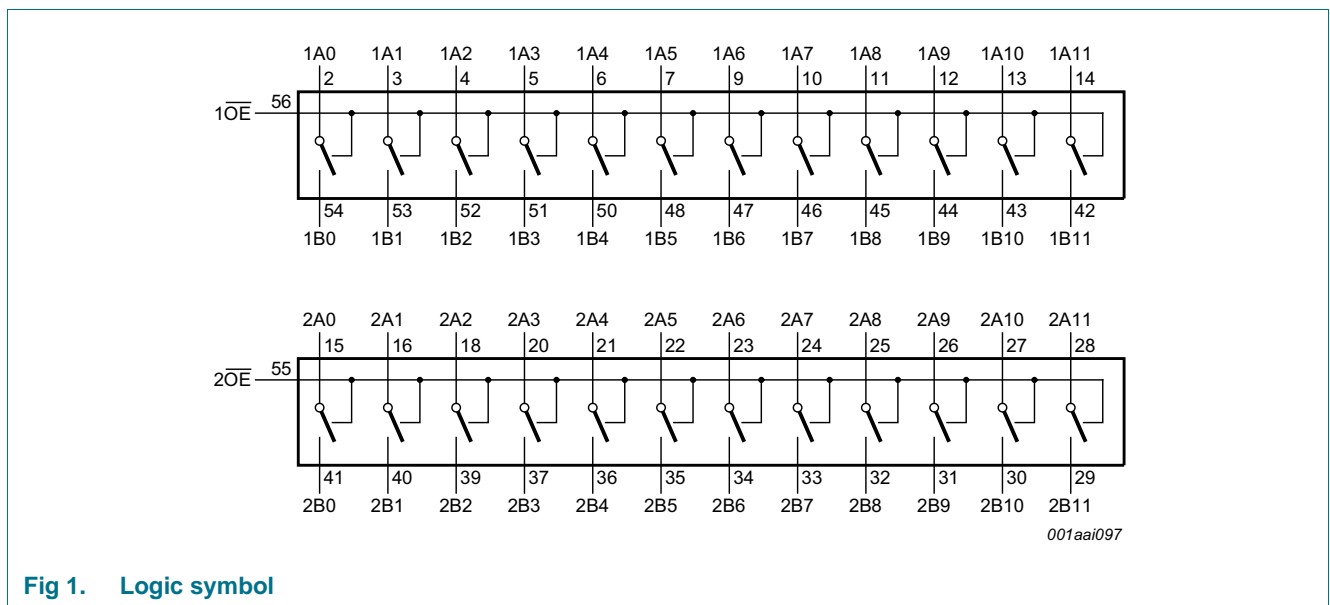 1A0 1A1 1A2 1A3 1A4 1A5 1A6 1A7 1A8 1A9 1A10 1A11
2 3 4 5 6 7 9 10 11 12 13 14
1O̅E̅ 56
54 53 52 51 50 48 47 46 45 44 43 42
1B0 1B1 1B2 1B3 1B4 1B5 1B6 1B7 1B8 1B9 1B10 1B11
2A0 2A1 2A2 2A3 2A4 2A5 2A6 2A7 2A8 2A9 2A10 2A11
15 16 18 20 21 22 23 24 25 26 27 28
2O̅E̅ 55
41 40 39 37 36 35 34 33 32 31 30 29
2B0 2B1 2B2 2B3 2B4 2B5 2B6 2B7 2B8 2B9 2B10 2B11
001aai097
Fig 1. Logic symbol